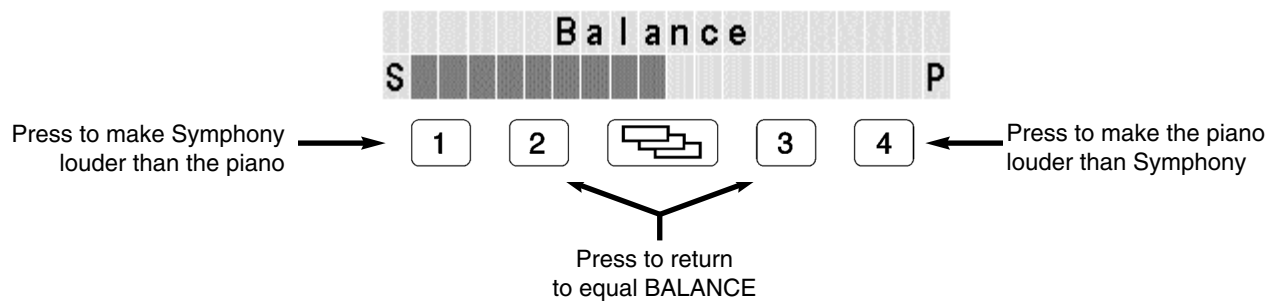 Balance
S P
Press to make Symphony
louder than the piano
1 2 3 4
Press to make the piano
louder than Symphony
Press to return
to equal BALANCE